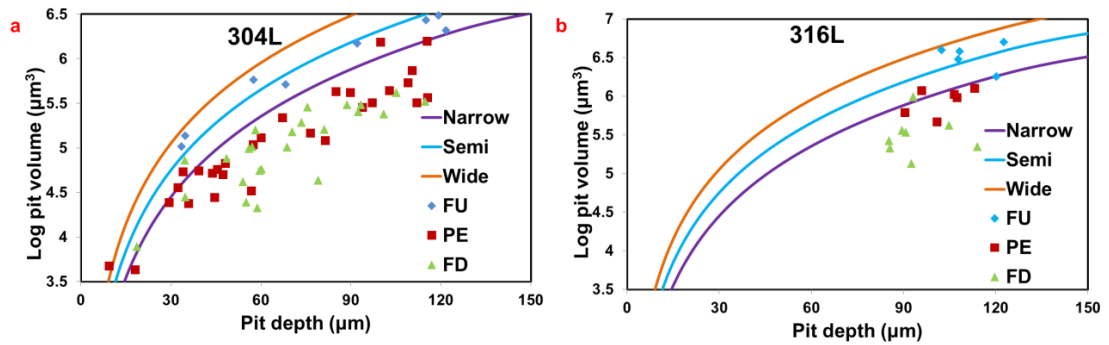 a
304L
Log pit volume (µm³)
6.5
6
5.5
5
4.5
4
3.5
0
30
60
90
120
150
Pit depth (µm)
Narrow
Semi
Wide
FU
PE
FD
b
316L
Log pit volume (µm³)
7
6.5
6
5.5
5
4.5
4
3.5
0
30
60
90
120
150
Pit depth (µm)
Narrow
Semi
Wide
FU
PE
FD